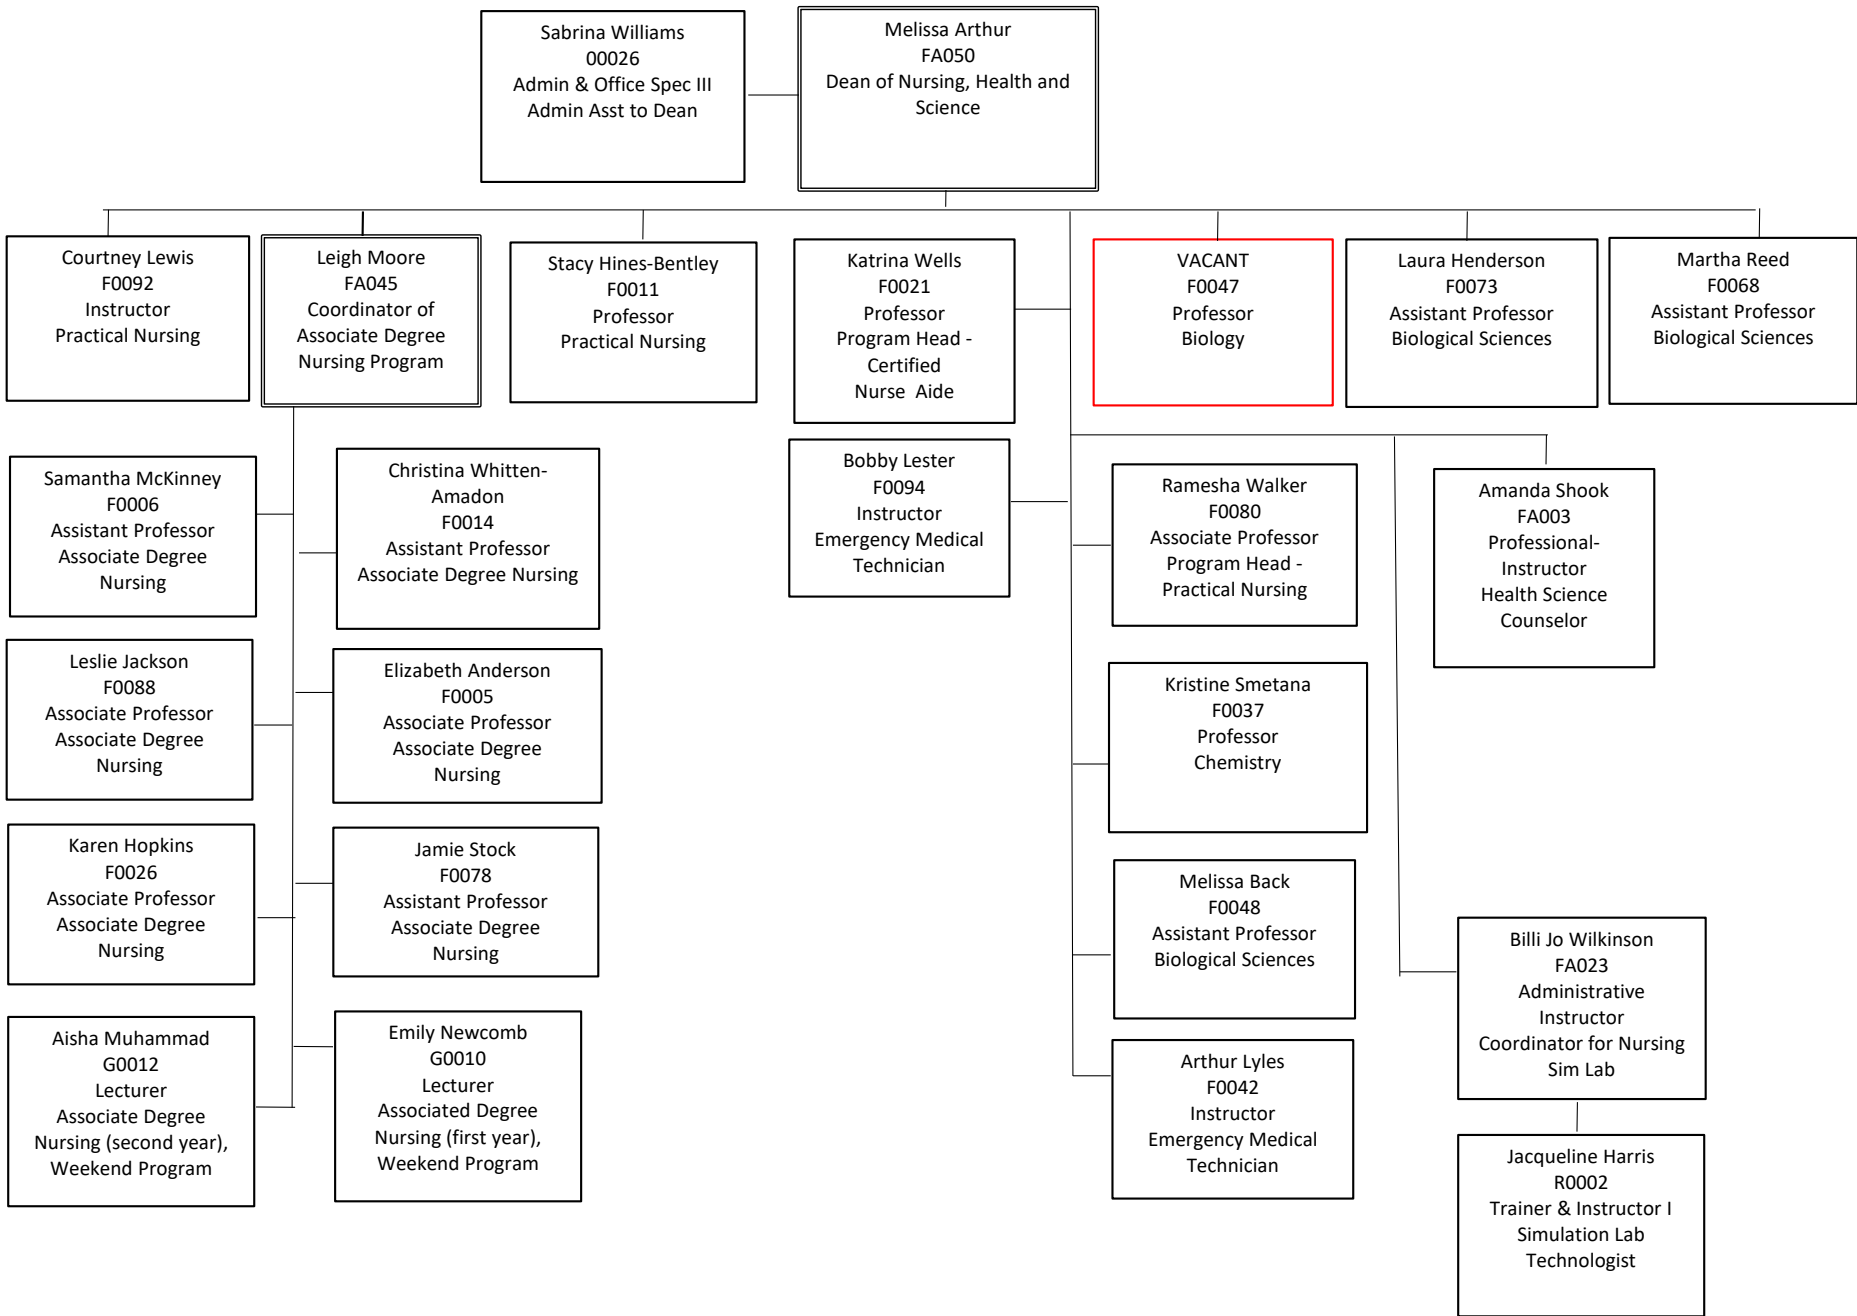 Sabrina Williams
00026
Admin & Office Spec III
Admin Asst to Dean
Melissa Arthur
FA050
Dean of Nursing, Health and
Science
Courtney Lewis
F0092
Instructor
Practical Nursing
Leigh Moore
FA045
Coordinator of
Associate Degree
Nursing Program
Stacy Hines-Bentley
F0011
Professor
Practical Nursing
Katrina Wells
F0021
Professor
Program Head -
Certified
Nurse Aide
VACANT
F0047
Professor
Biology
Laura Henderson
F0073
Assistant Professor
Biological Sciences
Martha Reed
F0068
Assistant Professor
Biological Sciences
Samantha McKinney
F0006
Assistant Professor
Associate Degree
Nursing
Christina Whitten-
Amadon
F0014
Assistant Professor
Associate Degree Nursing
Bobby Lester
F0094
Instructor
Emergency Medical
Technician
Ramesha Walker
F0080
Associate Professor
Program Head -
Practical Nursing
Amanda Shook
FA003
Professional-
Instructor
Health Science
Counselor
Leslie Jackson
F0088
Associate Professor
Associate Degree
Nursing
Elizabeth Anderson
F0005
Associate Professor
Associate Degree
Nursing
Kristine Smetana
F0037
Professor
Chemistry
Karen Hopkins
F0026
Associate Professor
Associate Degree
Nursing
Jamie Stock
F0078
Assistant Professor
Associate Degree
Nursing
Melissa Back
F0048
Assistant Professor
Biological Sciences
Billi Jo Wilkinson
FA023
Administrative
Instructor
Coordinator for Nursing
Sim Lab
Aisha Muhammad
G0012
Lecturer
Associate Degree
Nursing (second year),
Weekend Program
Emily Newcomb
G0010
Lecturer
Associated Degree
Nursing (first year),
Weekend Program
Arthur Lyles
F0042
Instructor
Emergency Medical
Technician
Jacqueline Harris
R0002
Trainer & Instructor I
Simulation Lab
Technologist